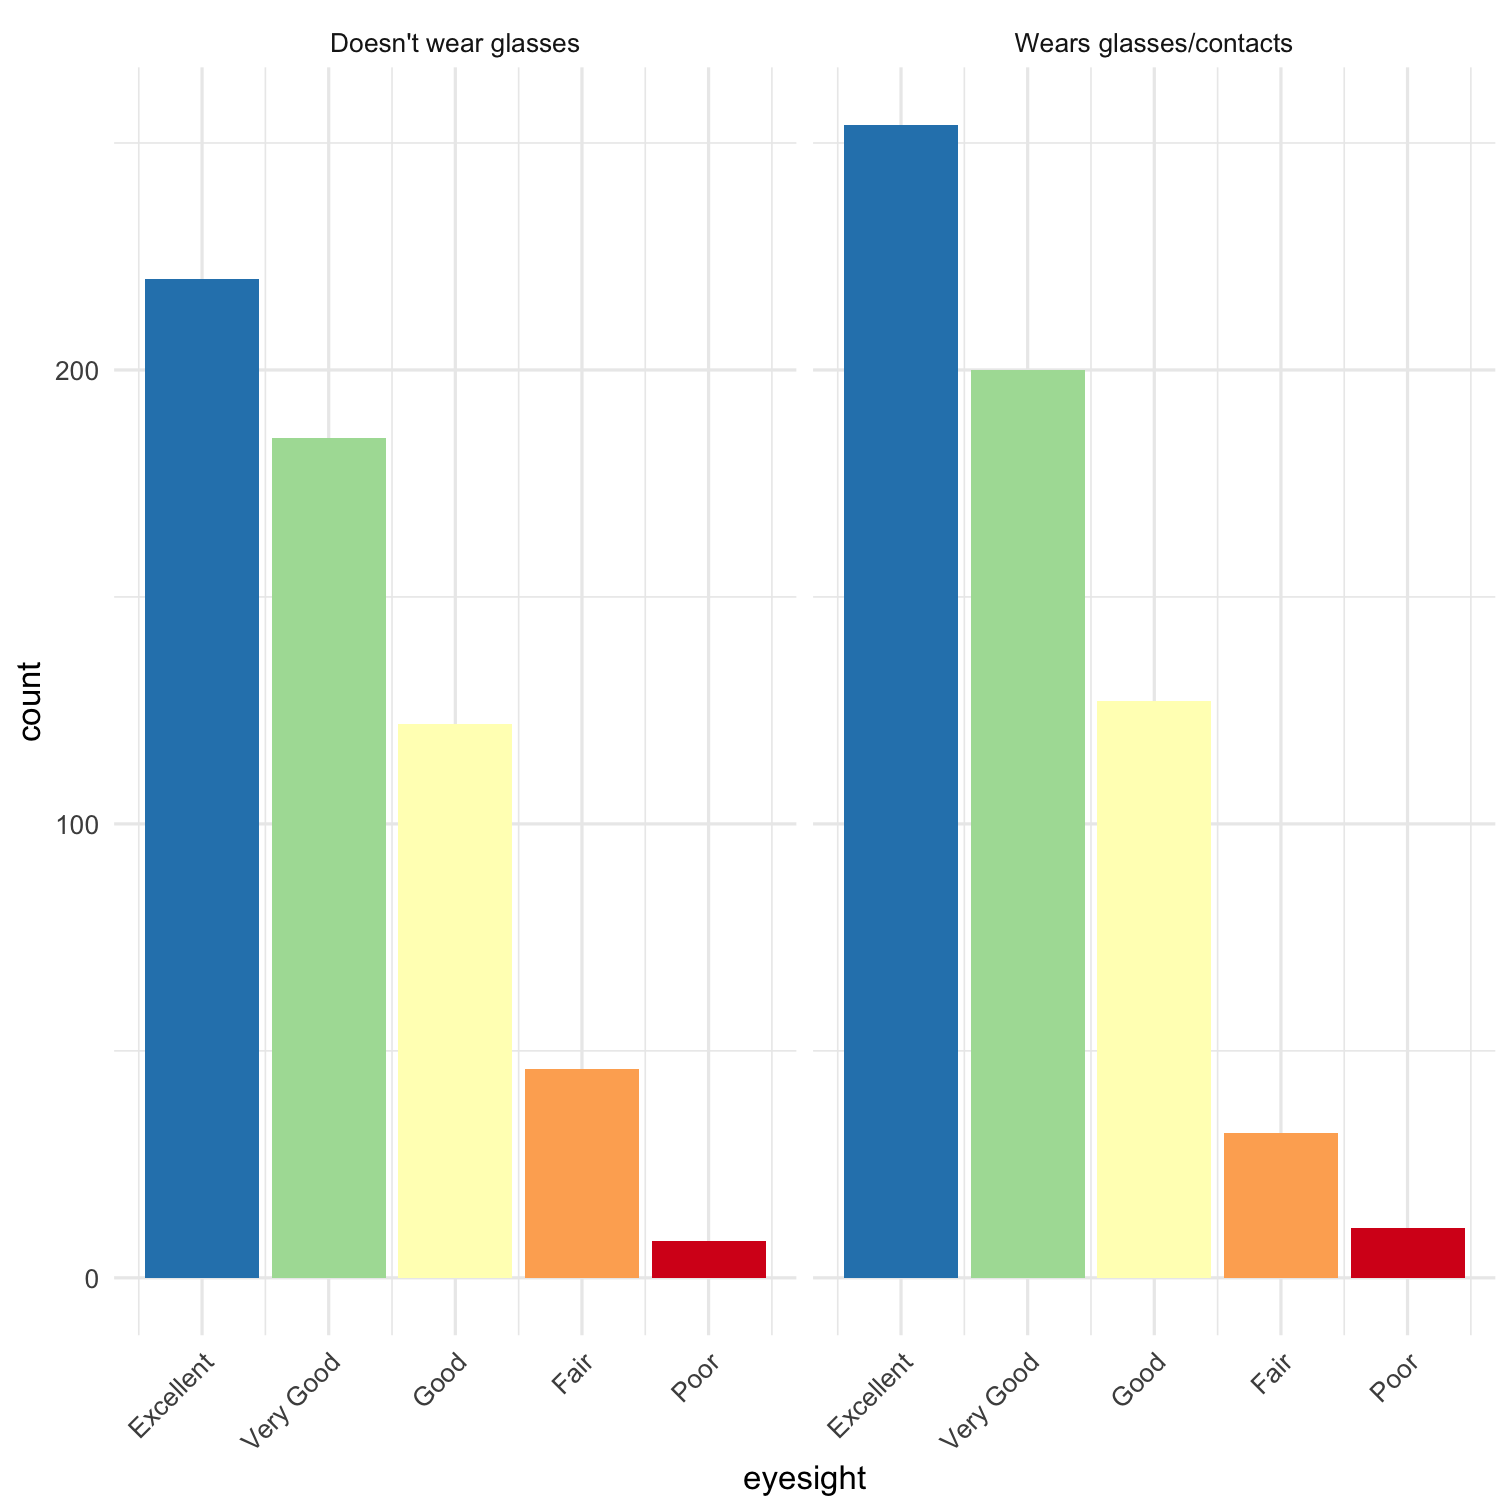 Doesn't wear glasses
Wears glasses/contacts
count
200
100
0
Excellent
Very Good
Good
Fair
Poor
Excellent
Very Good
Good
Fair
Poor
eyesight